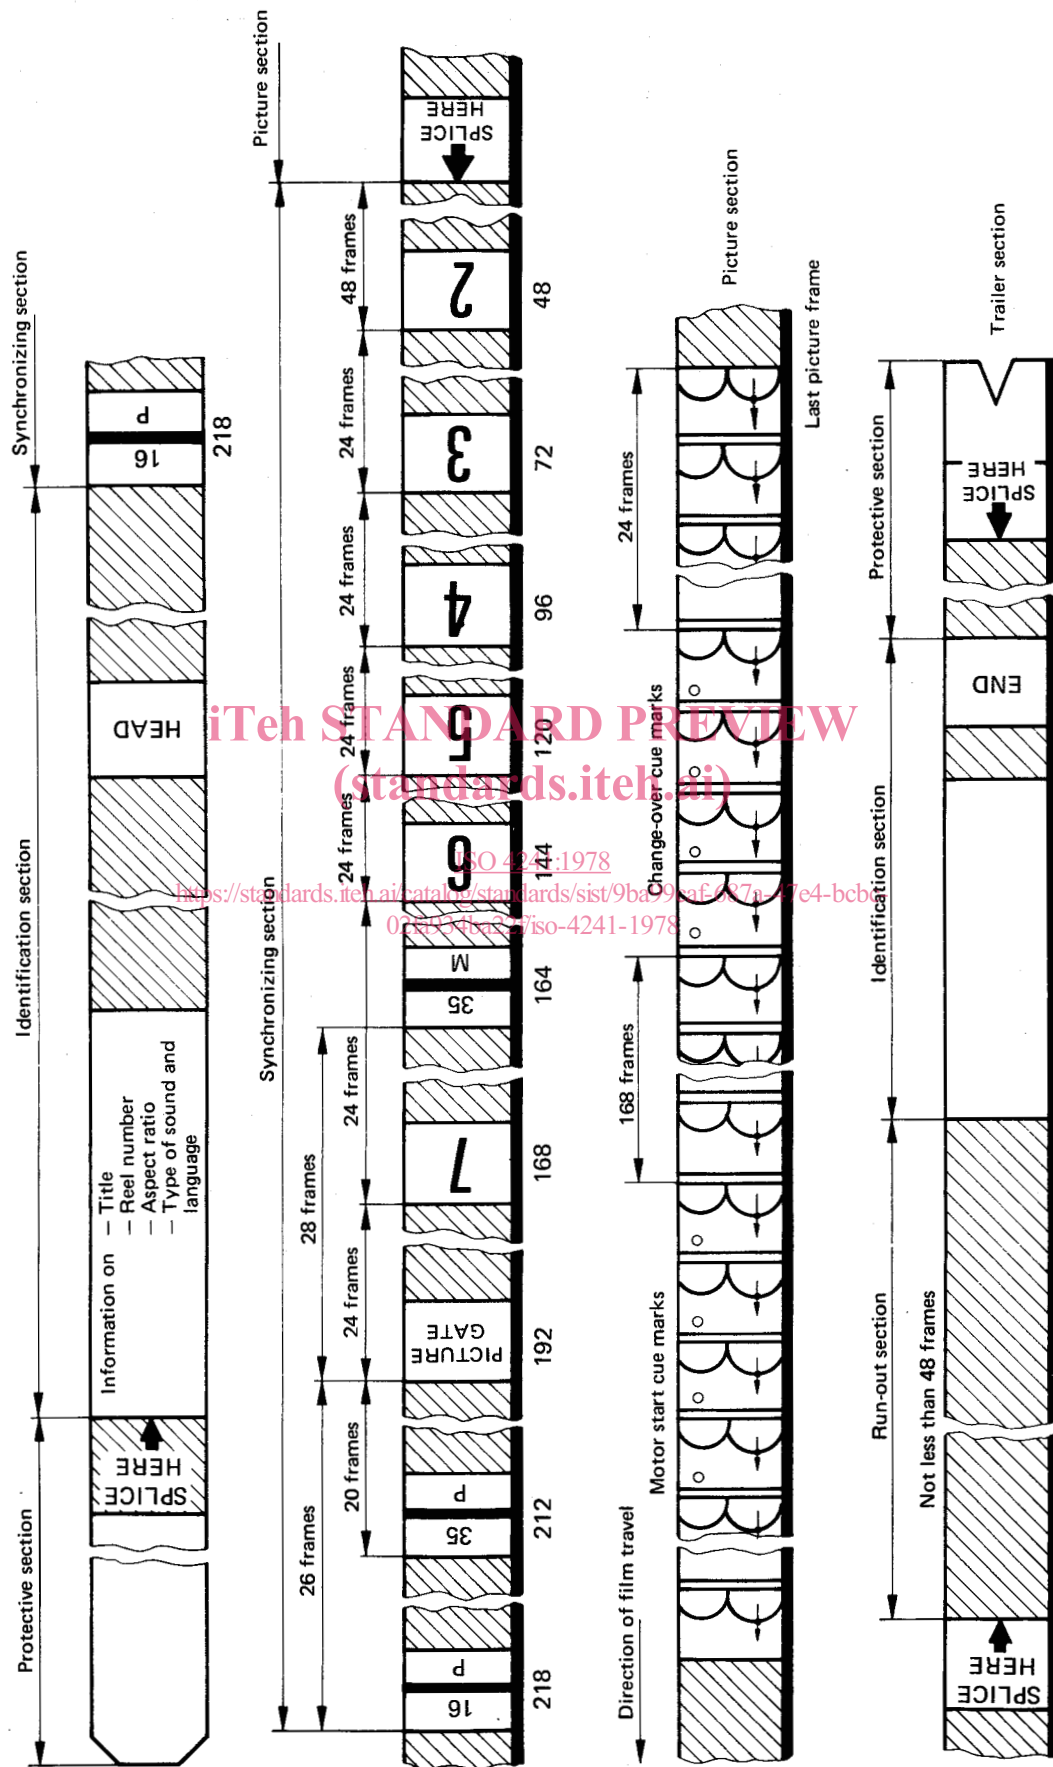 Protective section
Identification section
Synchronizing section
SPLICE
HERE
Information on
— Title
— Reel number
— Aspect ratio
— Type of sound and
language
HEAD
16
P
218
Synchronizing section
Picture section
26 frames
28 frames
20 frames
24 frames
24 frames
24 frames
24 frames
24 frames
24 frames
48 frames
16
P
35
P
PICTURE
GATE
7
35
M
6
5
4
3
2
SPLICE
HERE
218
212
192
168
164
144
120
96
72
48
Direction of film travel
Motor start cue marks
168 frames
Change-over cue marks
24 frames
Picture section
Last picture frame
Run-out section
Not less than 48 frames
Identification section
Protective section
Trailer section
SPLICE
HERE
END
SPLICE
HERE
iTeh STANDARD PREVIEW
(standards.iteh.ai)
ISO 4241:1978